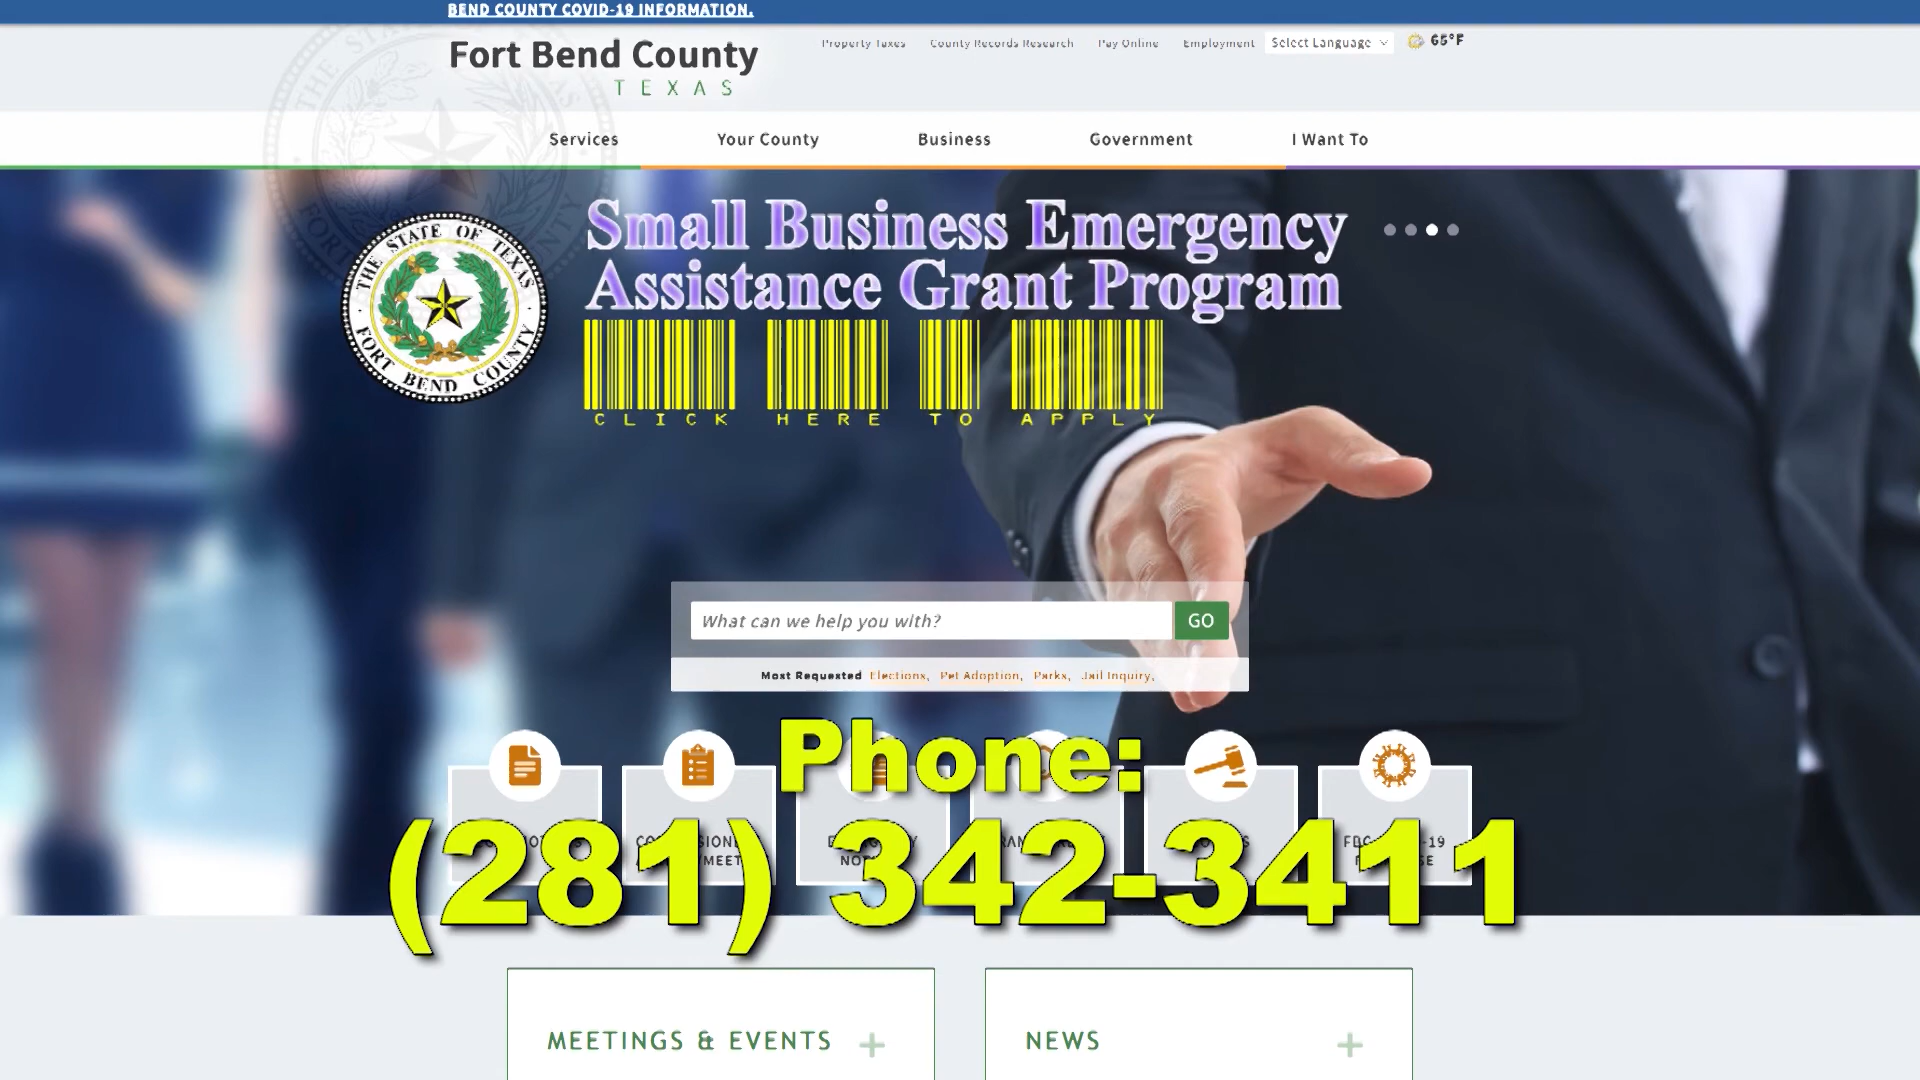 BEND COUNTY COVID-19 INFORMATION.
Fort Bend County
TEXAS
Property Taxes County Records Research Pay Online Employment Select Language 65°F
Services Your County Business Government I Want To
THE STATE OF TEXAS
FORT BEND COUNTY
Small Business Emergency
Assistance Grant Program
CLICK HERE TO APPLY
What can we help you with? GO
Most Requested Elections, Pet Adoption, Parks, Jail Inquiry,
Phone:
(281) 342-3411
MEETINGS & EVENTS +
NEWS +